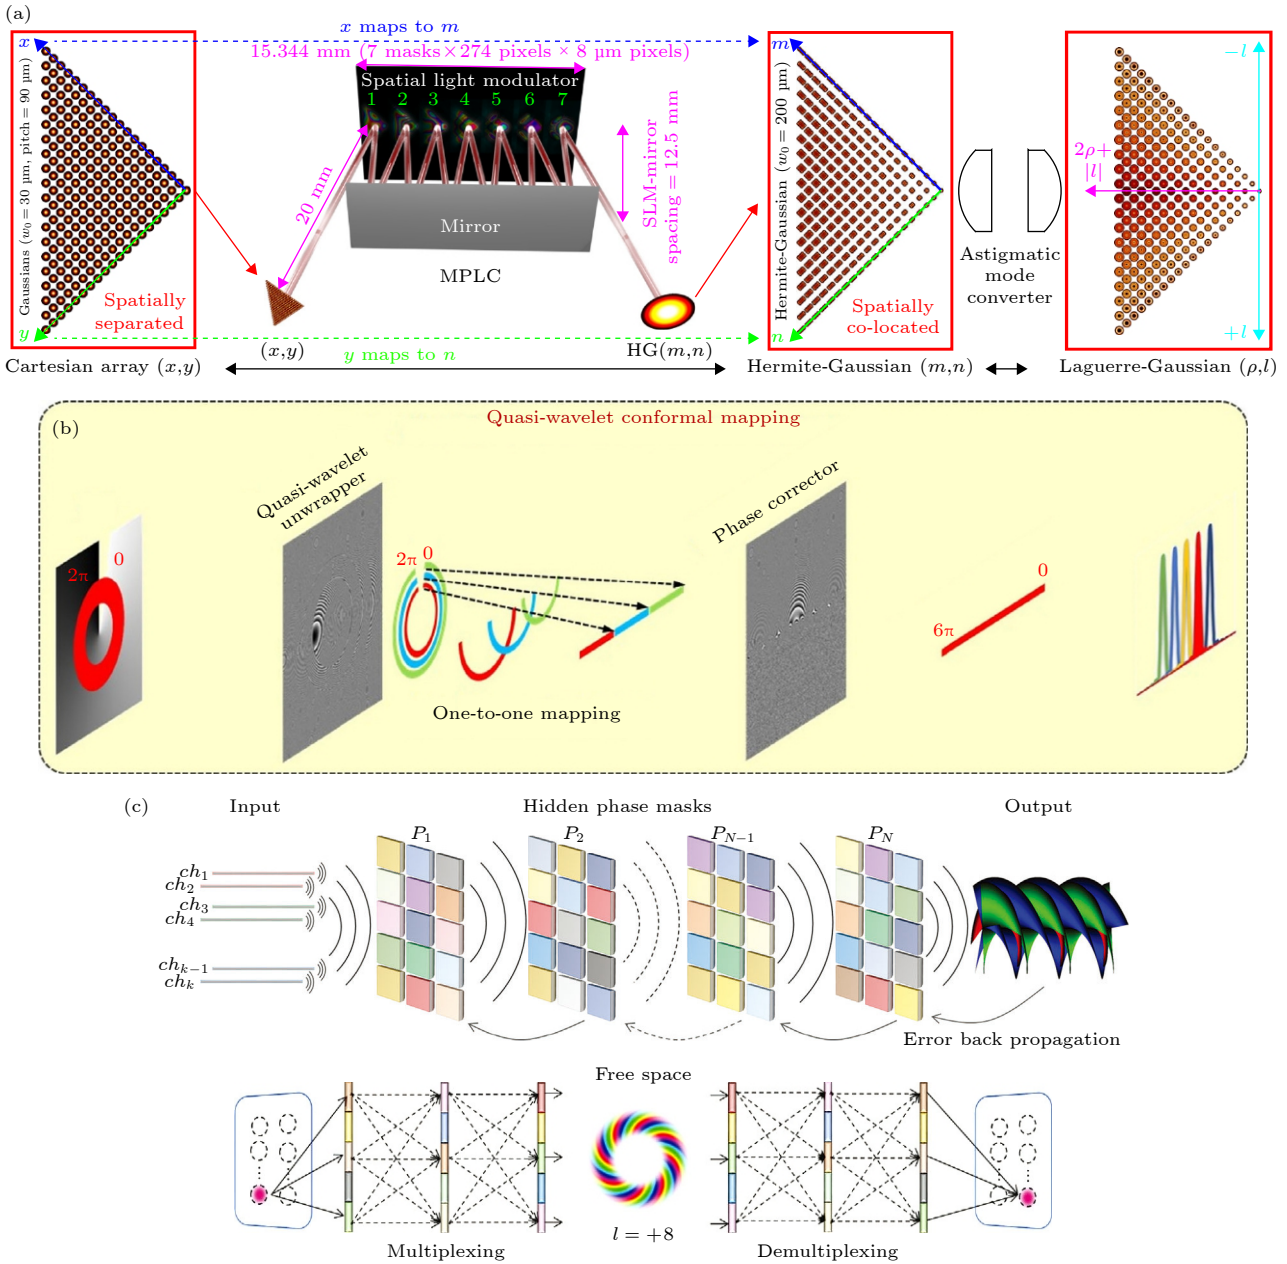 (a)
x maps to m
15.344 mm (7 masks×274 pixels × 8 µm pixels)
x
Gaussians (w₀ = 30 µm, pitch = 90 µm)
y
Spatially
separated
Spatial light modulator
1 2 3 4 5 6 7
20 mm
SLM-mirror
spacing = 12.5 mm
Mirror
MPLC
(x,y)
HG(m,n)
y maps to n
m
Hermite-Gaussian (w₀ = 200 µm)
n
Spatially
co-located
Astigmatic
mode
converter
−l
2ρ+
|l|
+l
Cartesian array (x,y)
Hermite-Gaussian (m,n)
Laguerre-Gaussian (ρ,l)
(b)
Quasi-wavelet conformal mapping
2π
0
Quasi-wavelet
unwrapper
2π 0
One-to-one mapping
Phase corrector
0
6π
(c)
Input
Hidden phase masks
Output
P₁
P₂
Pₙ₋₁
Pₙ
ch₁
ch₂
ch₃
ch₄
chₖ₋₁
chₖ
Error back propagation
Free space
l = +8
Multiplexing
Demultiplexing